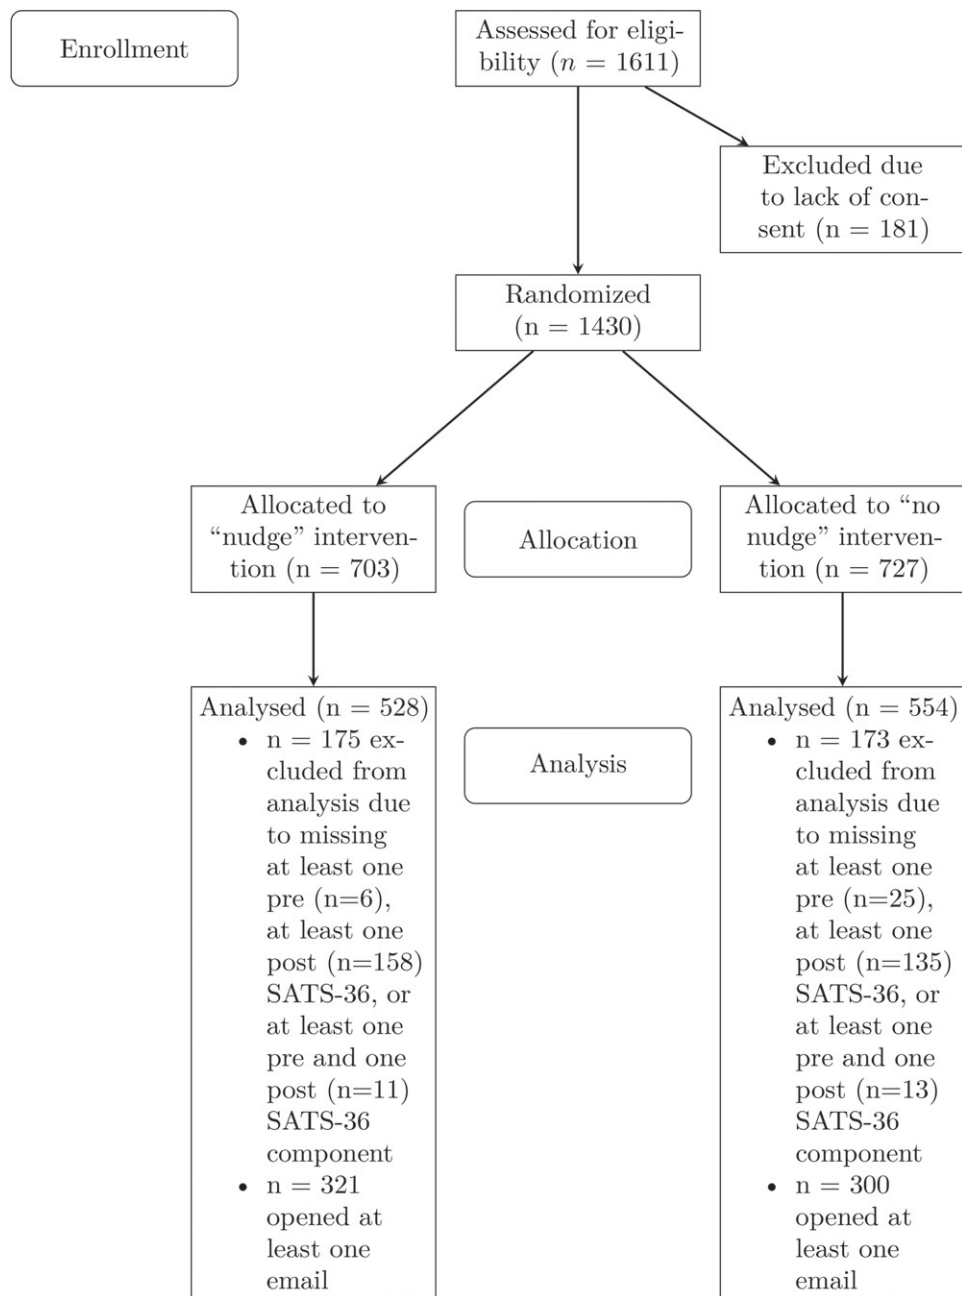 Enrollment
Assessed for eligi-
bility (n = 1611)
Excluded due
to lack of con-
sent (n = 181)
Randomized
(n = 1430)
Allocated to
“nudge” interven-
tion (n = 703)
Allocation
Allocated to “no
nudge” interven-
tion (n = 727)
Analysed (n = 528)
• n = 175 ex-
cluded from
analysis due
to missing
at least one
pre (n=6),
at least one
post (n=158)
SATS-36, or
at least one
pre and one
post (n=11)
SATS-36
component
• n = 321
opened at
least one
email
Analysis
Analysed (n = 554)
• n = 173 ex-
cluded from
analysis due
to missing
at least one
pre (n=25),
at least one
post (n=135)
SATS-36, or
at least one
pre and one
post (n=13)
SATS-36
component
• n = 300
opened at
least one
email